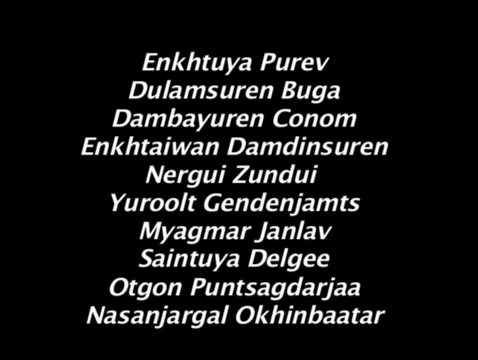 Enkhtuya Purev
Dulamsuren Buga
Dambayuren Conom
Enkhtaiwan Damdinsuren
Nergui Zundui
Yuroolt Gendenjamts
Myagmar Janlav
Saintuya Delgee
Otgon Puntsagdarjaa
Nasanjargal Okhinbaatar